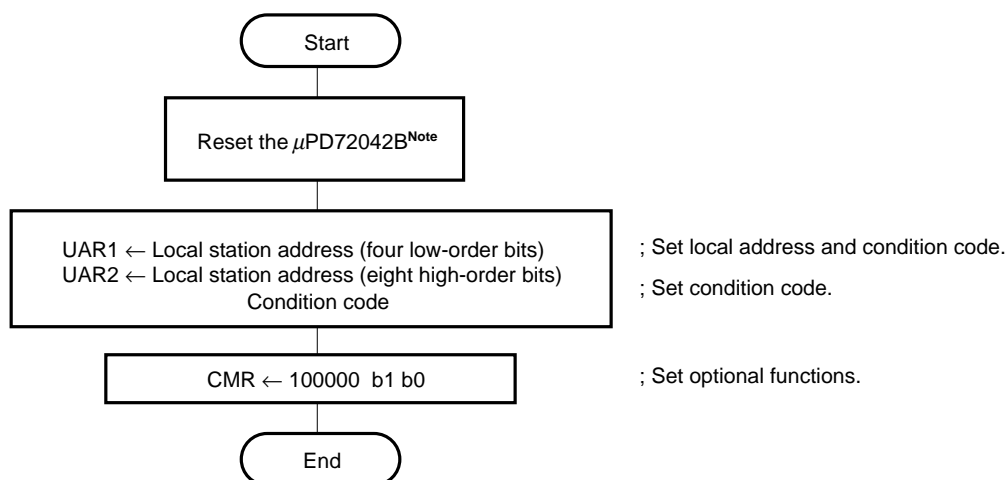 Start
Reset the μPD72042BNote
UAR1 ← Local station address (four low-order bits)
; Set local address and condition code.
UAR2 ← Local station address (eight high-order bits)
Condition code
; Set condition code.
CMR ← 100000 b1 b0
; Set optional functions.
End